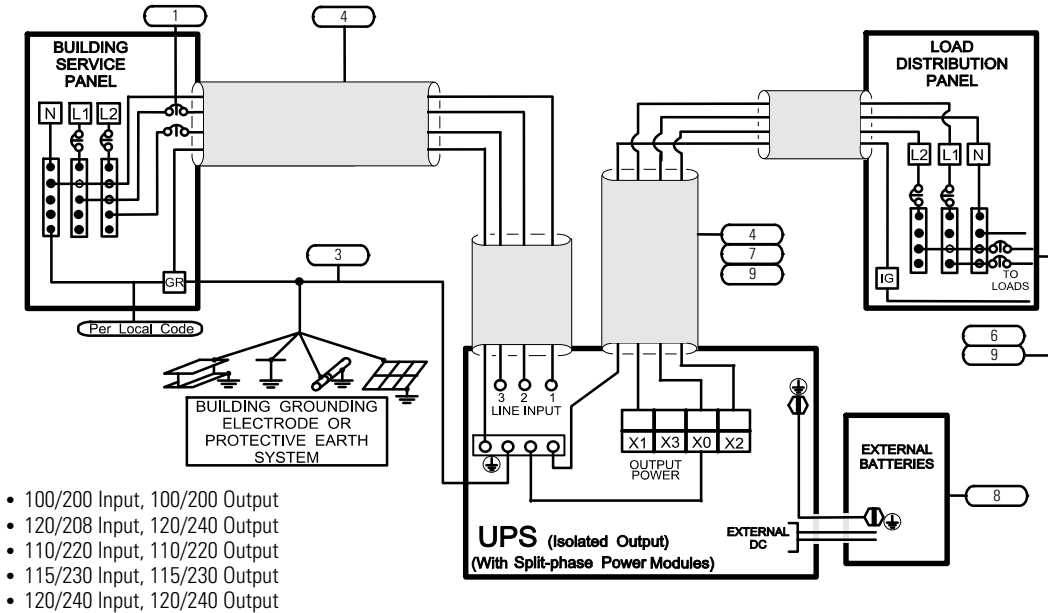 1
4
BUILDING
SERVICE
PANEL
N L1 L2
GR
Per Local Code
3
BUILDING GROUNDING
ELECTRODE OR
PROTECTIVE EARTH
SYSTEM
LOAD
DISTRIBUTION
PANEL
L2 L1 N
IG
TO
LOADS
4
7
9
6
9
3 2 1
LINE INPUT
X1 X3 X0 X2
OUTPUT
POWER
UPS (Isolated Output)
(With Split-phase Power Modules)
EXTERNAL
DC
EXTERNAL
BATTERIES
8
• 100/200 Input, 100/200 Output
• 120/208 Input, 120/240 Output
• 110/220 Input, 110/220 Output
• 115/230 Input, 115/230 Output
• 120/240 Input, 120/240 Output